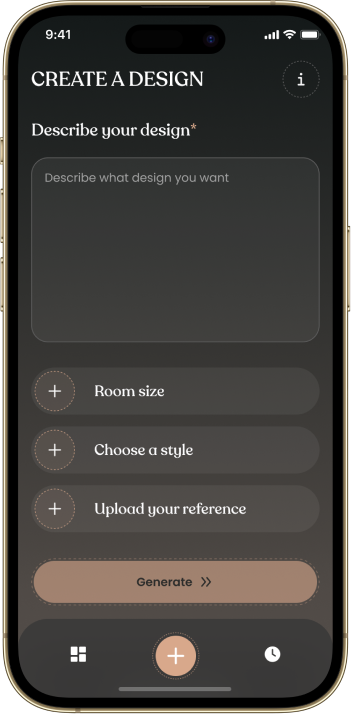 9:41
CREATE A DESIGN
i
Describe your design*
Describe what design you want
Room size
Choose a style
Upload your reference
Generate